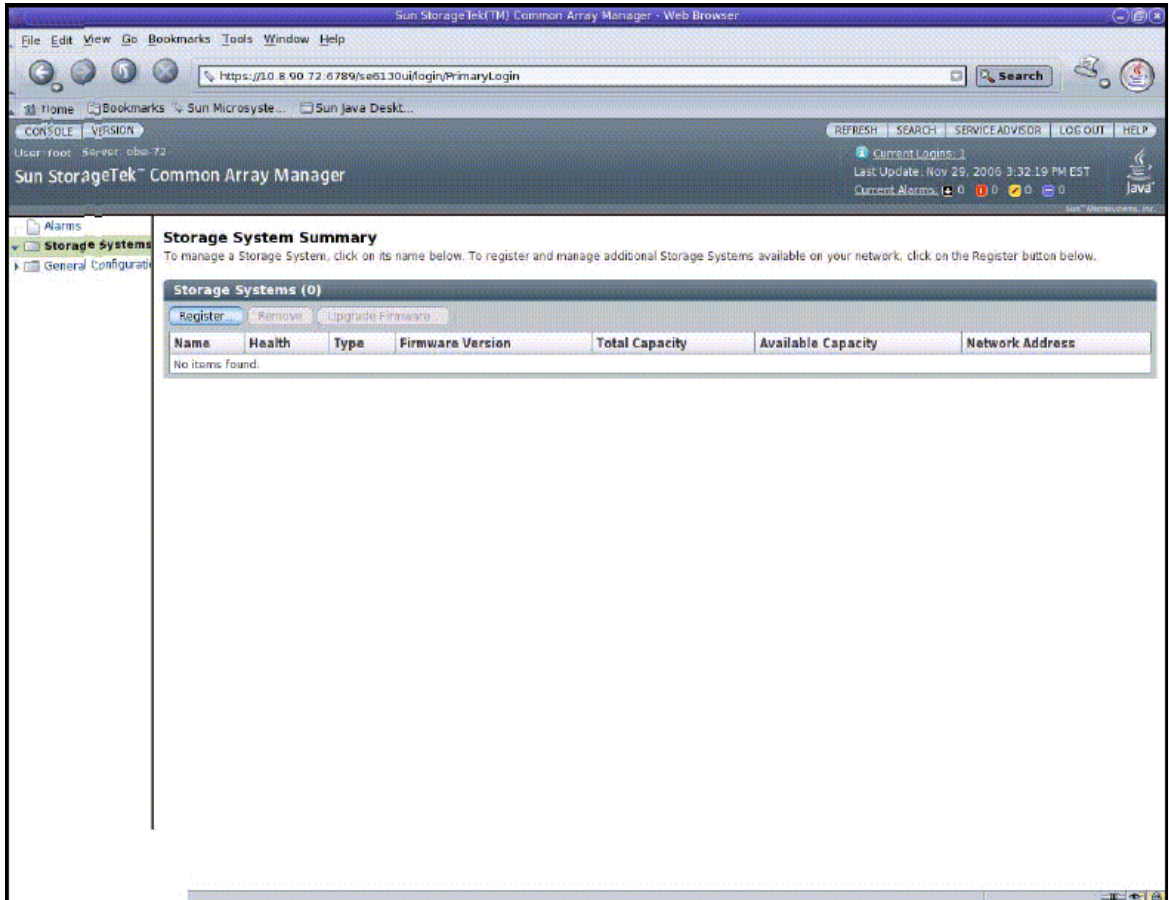 Sun StorageTek(TM) Common Array Manager - Web Browser
File Edit View Go Bookmarks Tools Window Help
https://10.8.90.72:6789/se6130ui/login/PrimaryLogin
Search
Home Bookmarks Sun Microsyste... Sun Java Deskt...
CONSOLE VERSION
REFRESH SEARCH SERVICE ADVISOR LOG OUT HELP
User: root Server: obe-72
Current Logins: 1
Sun StorageTek™ Common Array Manager
Last Update: Nov 29, 2006 3:32:19 PM EST
Current Alarms: 0 0 0 0
Java™
Sun™ Microsystems, Inc.
Alarms
Storage Systems
General Configurati
Storage System Summary
To manage a Storage System, click on its name below. To register and manage additional Storage Systems available on your network, click on the Register button below.
Storage Systems (0)
Register... Remove Upgrade Firmware...
Name Health Type Firmware Version Total Capacity Available Capacity Network Address
No items found.